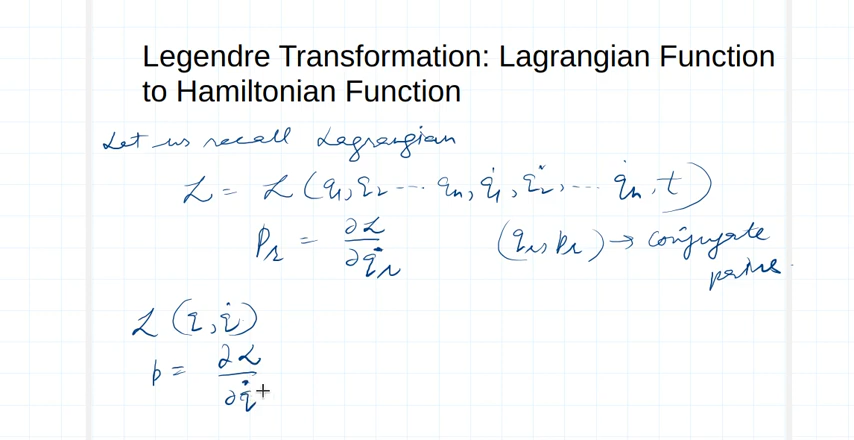 Legendre Transformation: Lagrangian Function
to Hamiltonian Function
Let us recall Lagrangian
L = L (q₁, q₂ ... qₙ, q̇₁, q̇₂, ... q̇ₙ, t)
pᵣ = ∂L/∂q̇ᵣ (qᵣ, pᵣ) → conjugate
pairs.
L (q, q̇)
p = ∂L/∂q̇